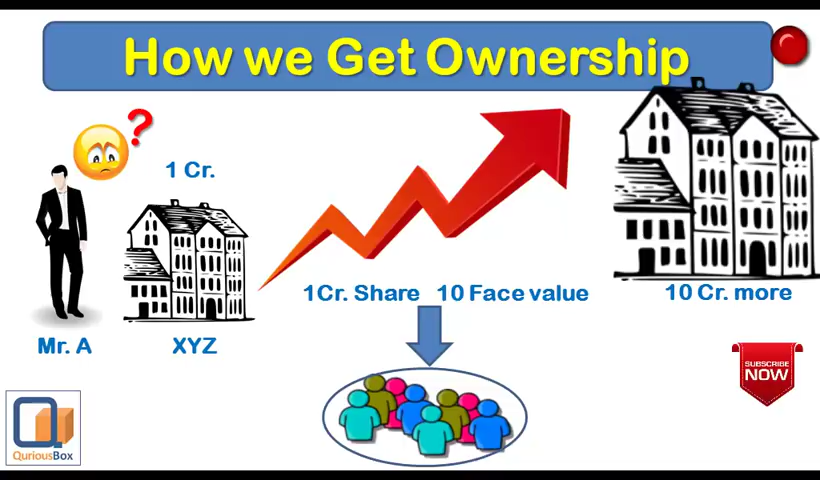 How we Get Ownership
?
1 Cr.
1Cr. Share 10 Face value
10 Cr. more
Mr. A
XYZ
SUBSCRIBE
NOW
QuriousBox